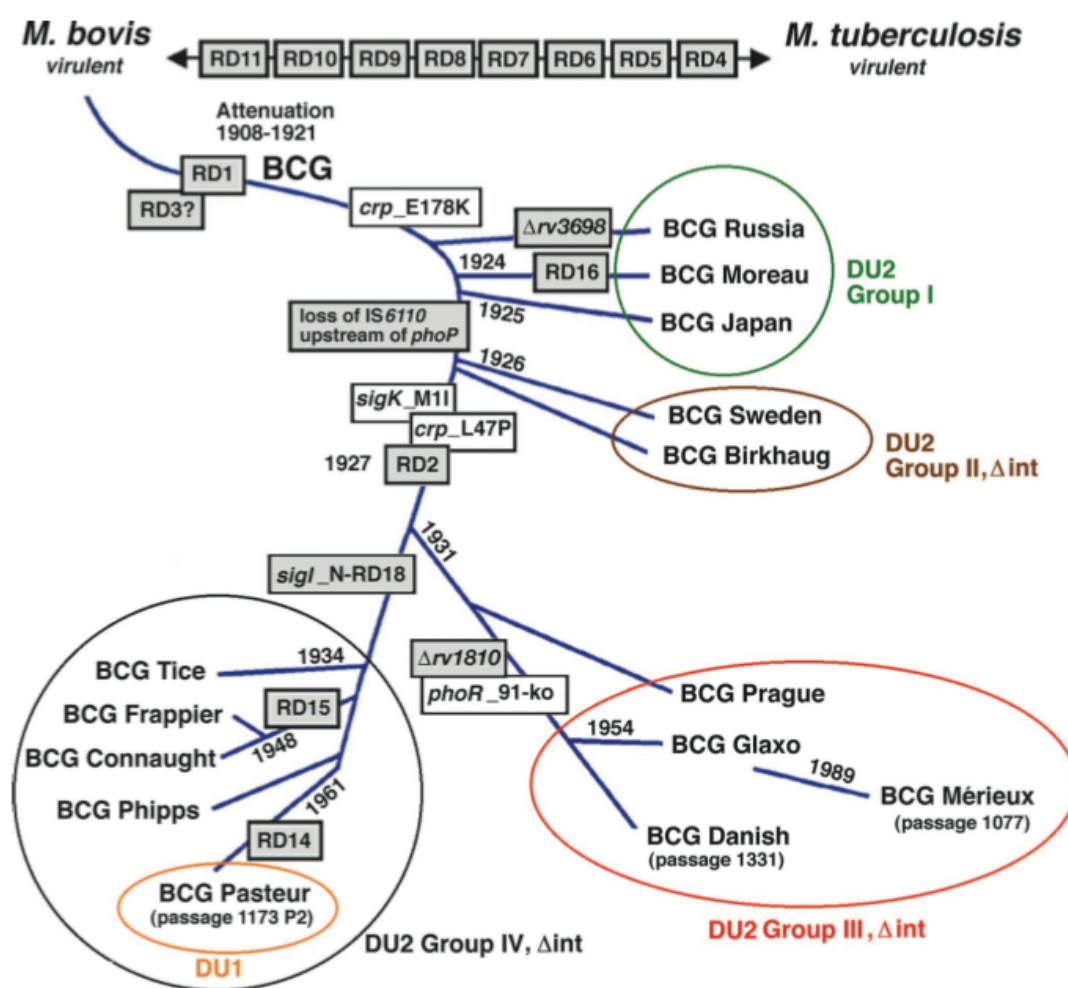 M. bovis
virulent
RD11 RD10 RD9 RD8 RD7 RD6 RD5 RD4
M. tuberculosis
virulent
Attenuation
1908-1921
RD1
BCG
RD3?
crp_E178K
Δrv3698
BCG Russia
1924
RD16
BCG Moreau
DU2
Group I
loss of IS6110
upstream of phoP
1925
BCG Japan
1926
sigK_M1I
crp_L47P
BCG Sweden
BCG Birkhaug
DU2
Group II, Δint
1927
RD2
1931
sigI_N-RD18
Δrv1810
phoR_91-ko
BCG Tice
1934
BCG Prague
BCG Frappier
RD15
BCG Connaught
1948
1954
BCG Glaxo
1989
BCG Mérieux
(passage 1077)
BCG Phipps
1961
RD14
BCG Danish
(passage 1331)
BCG Pasteur
(passage 1173 P2)
DU1
DU2 Group IV, Δint
DU2 Group III, Δint